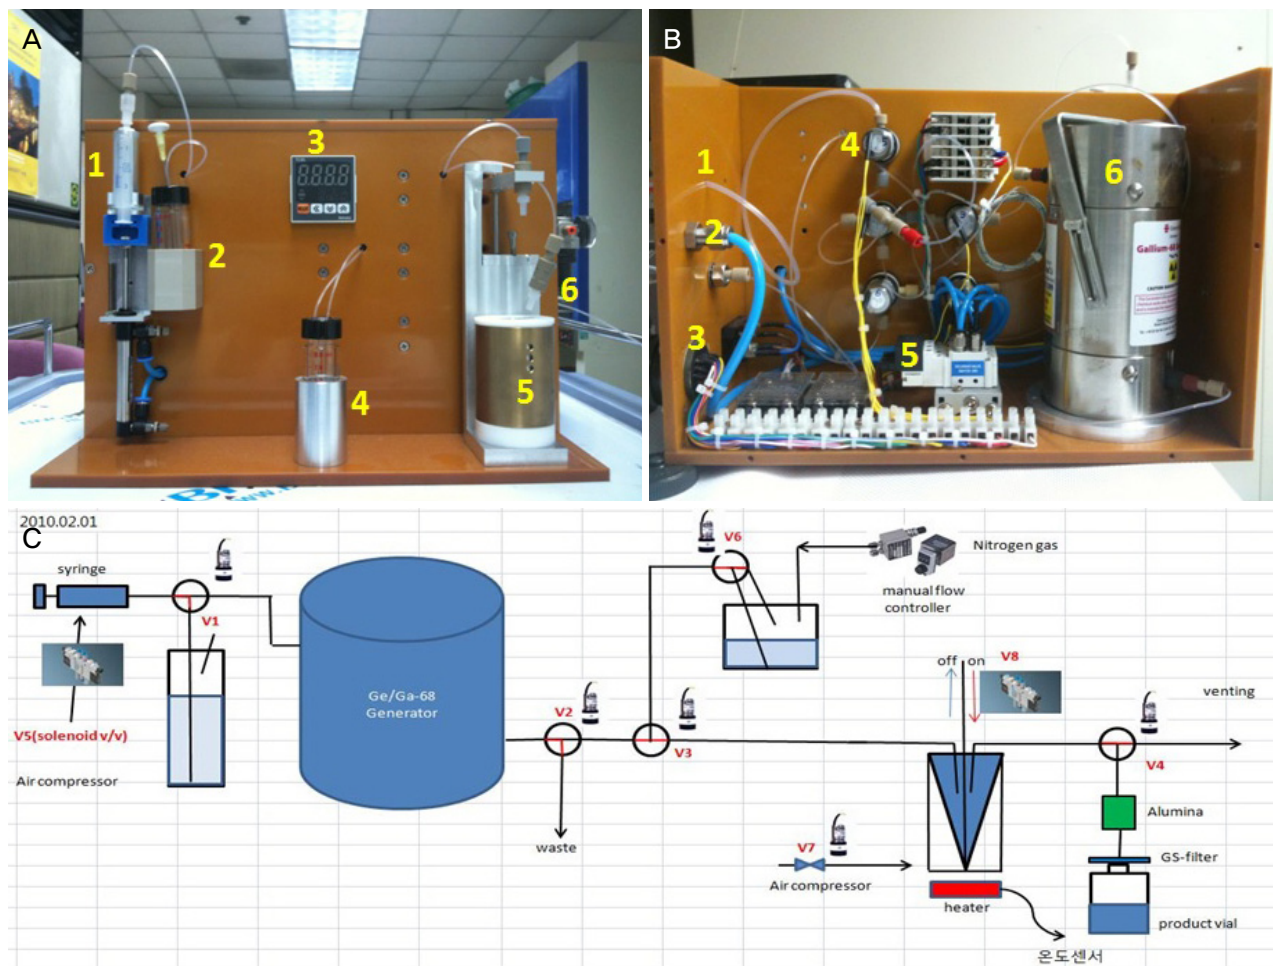 A
1
2
3
4
5
6
B
1
2
3
4
5
6
Gallium-68
2010.02.01
C
syringe
V1
V5(solenoid v/v)
Air compressor
Ge/Ga-68
Generator
V2
waste
V3
V6
Nitrogen gas
manual flow
controller
off
on
V8
venting
V4
Alumina
GS-filter
product vial
V7
Air compressor
heater
온도센서